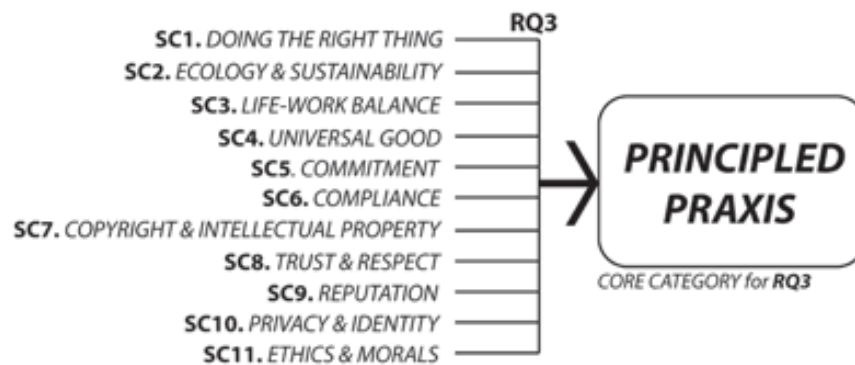 RQ3
SC1. DOING THE RIGHT THING
SC2. ECOLOGY & SUSTAINABILITY
SC3. LIFE-WORK BALANCE
SC4. UNIVERSAL GOOD
SC5. COMMITMENT
SC6. COMPLIANCE
SC7. COPYRIGHT & INTELLECTUAL PROPERTY
SC8. TRUST & RESPECT
SC9. REPUTATION
SC10. PRIVACY & IDENTITY
SC11. ETHICS & MORALS
PRINCIPLED
PRAXIS
CORE CATEGORY for RQ3